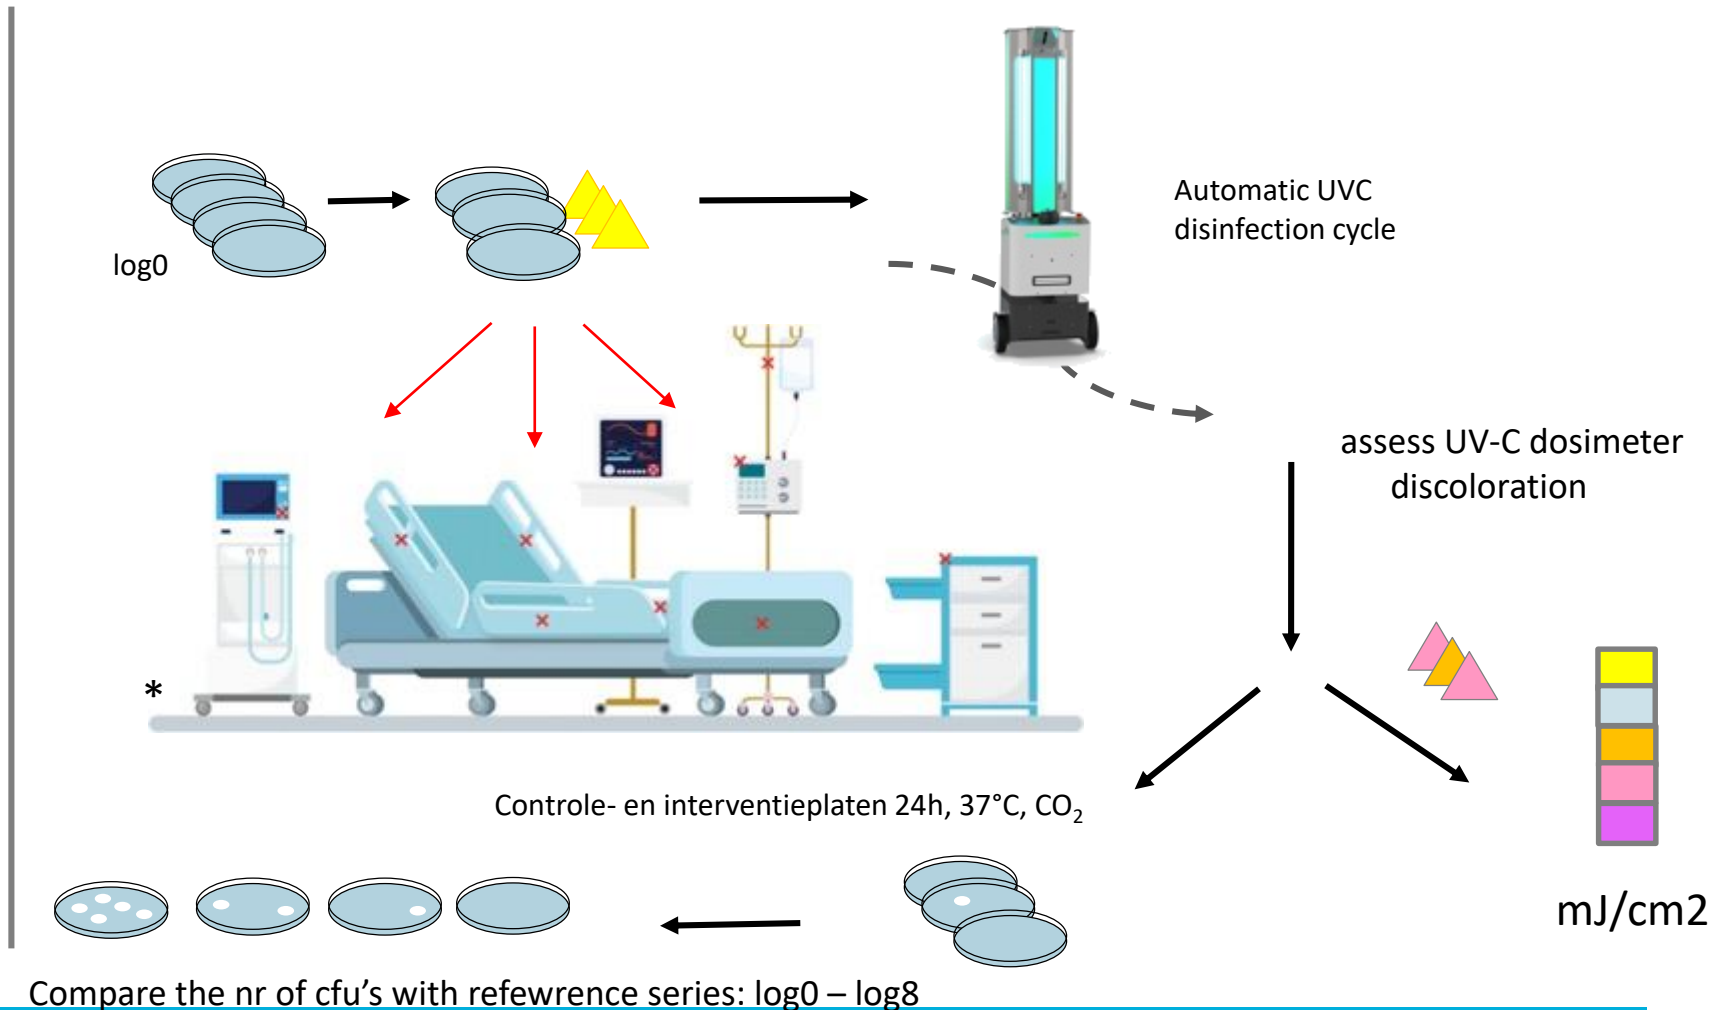 Automatic UVC
disinfection cycle
log0
assess UV-C dosimeter
discoloration
*
Controle- en interventieplaten 24h, 37°C, CO₂
mJ/cm2
Compare the nr of cfu's with refewrence series: log0 – log8